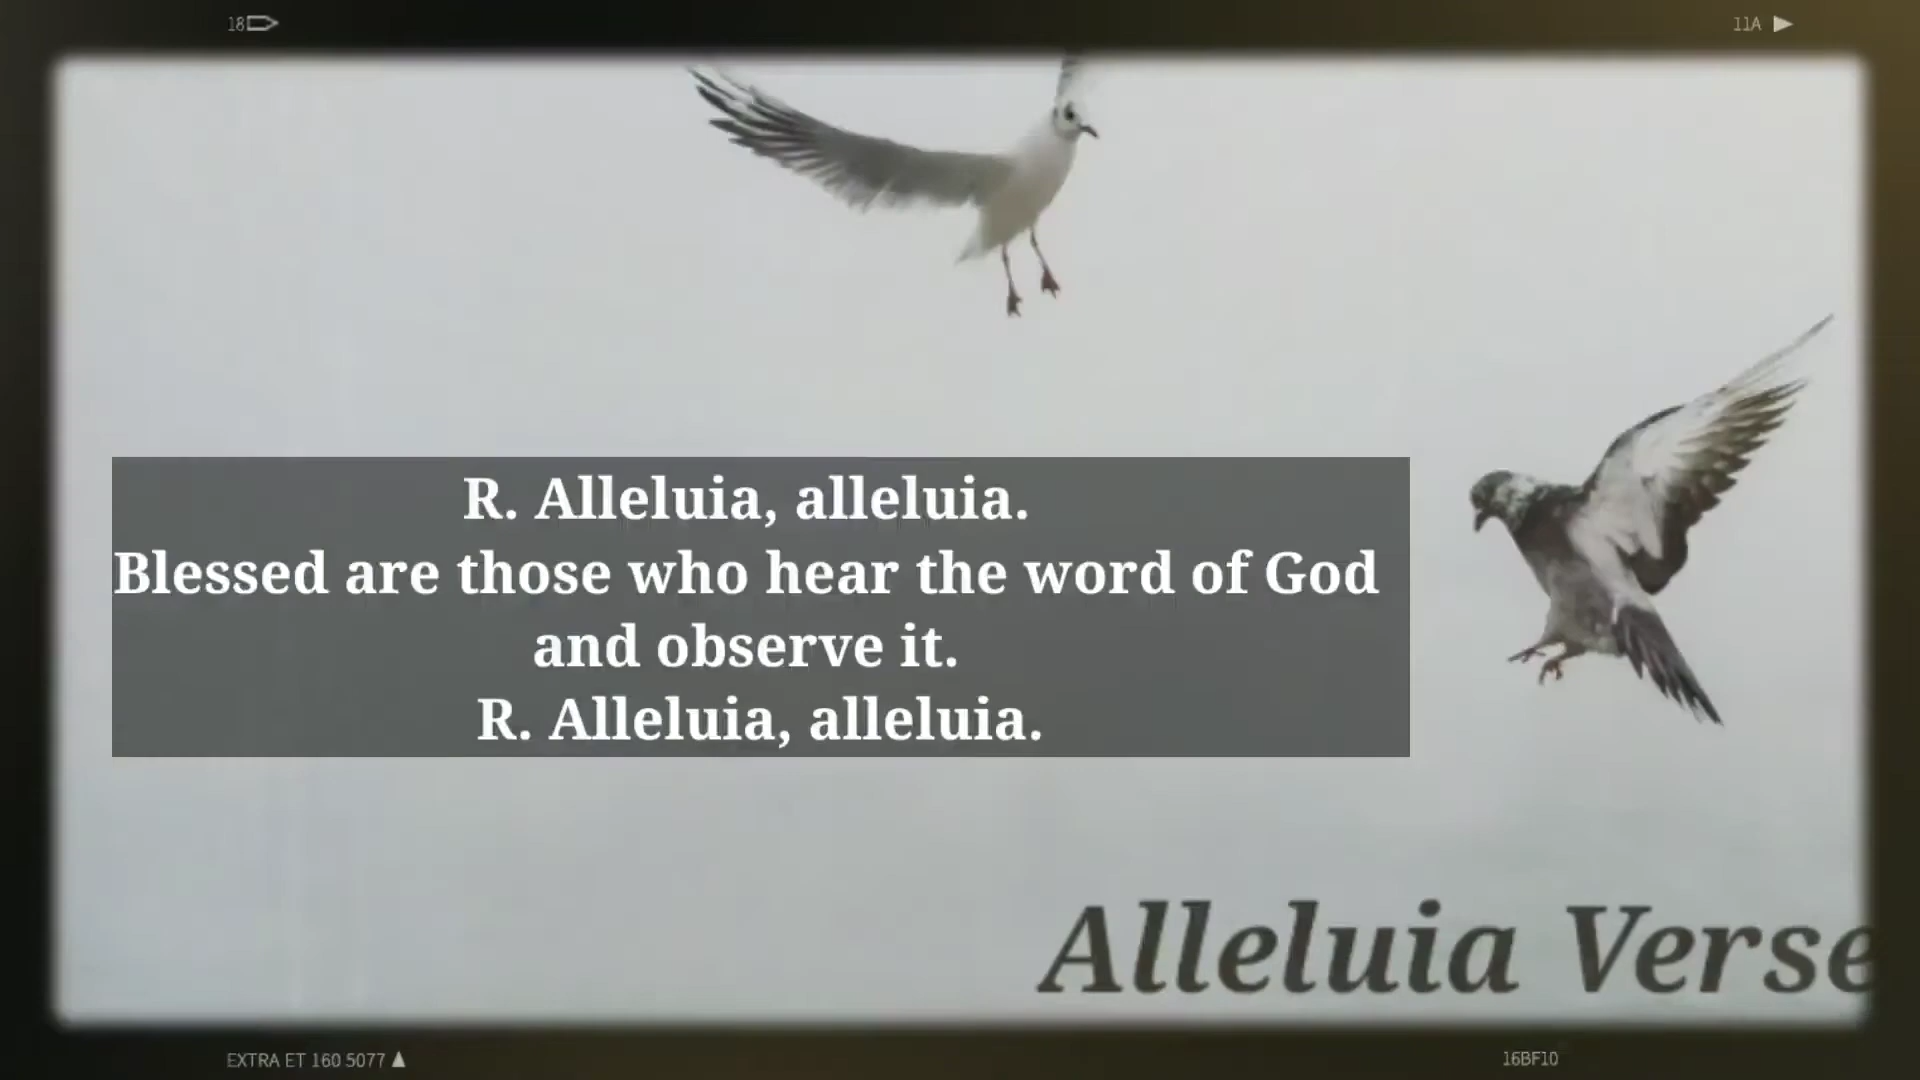 18
11A
R. Alleluia, alleluia.
Blessed are those who hear the word of God
and observe it.
R. Alleluia, alleluia.
Alleluia Verse
EXTRA ET 160 5077
16BF10